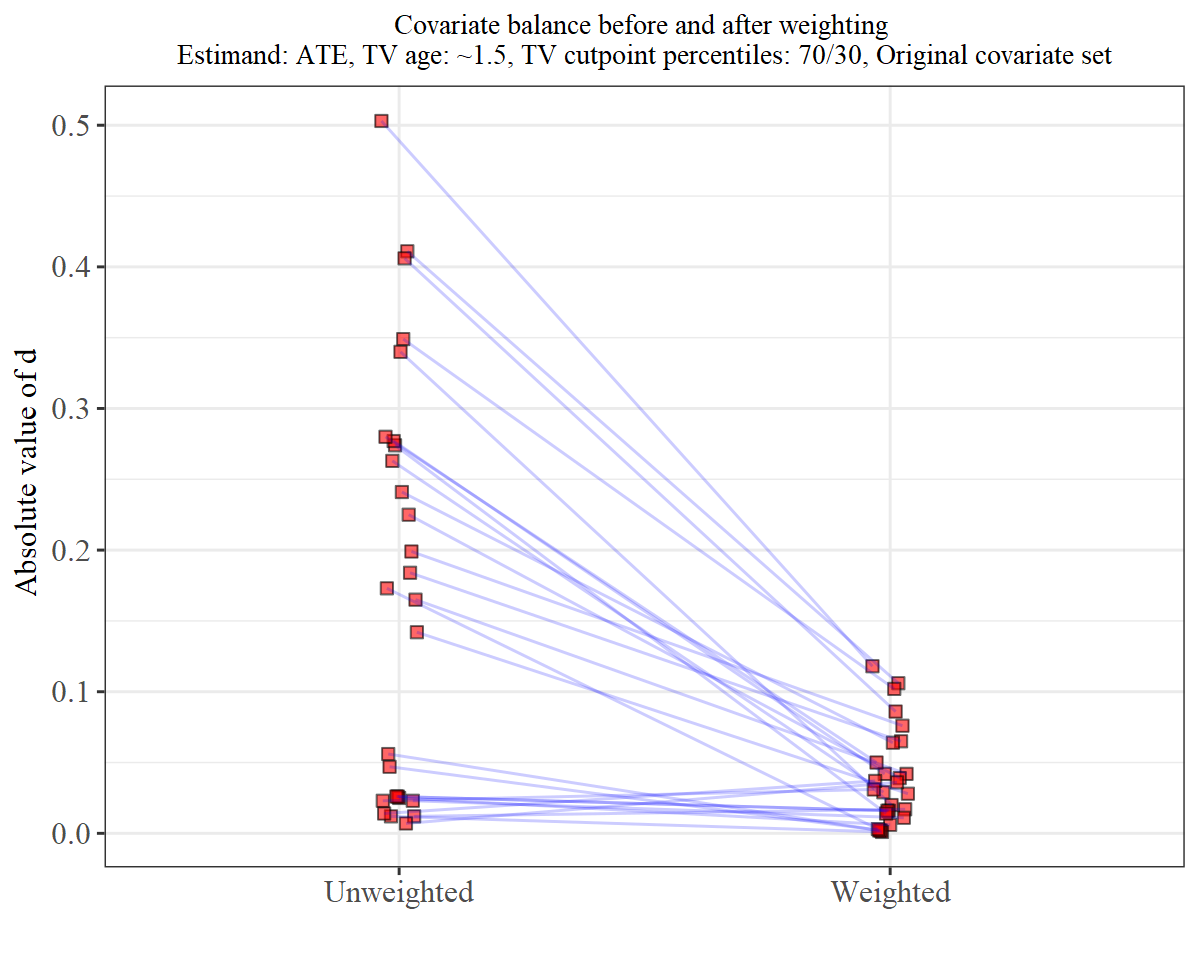 Covariate balance before and after weighting
Estimand: ATE, TV age: ~1.5, TV cutpoint percentiles: 70/30, Original covariate set
Absolute value of d
0.5
0.4
0.3
0.2
0.1
0.0
Unweighted
Weighted